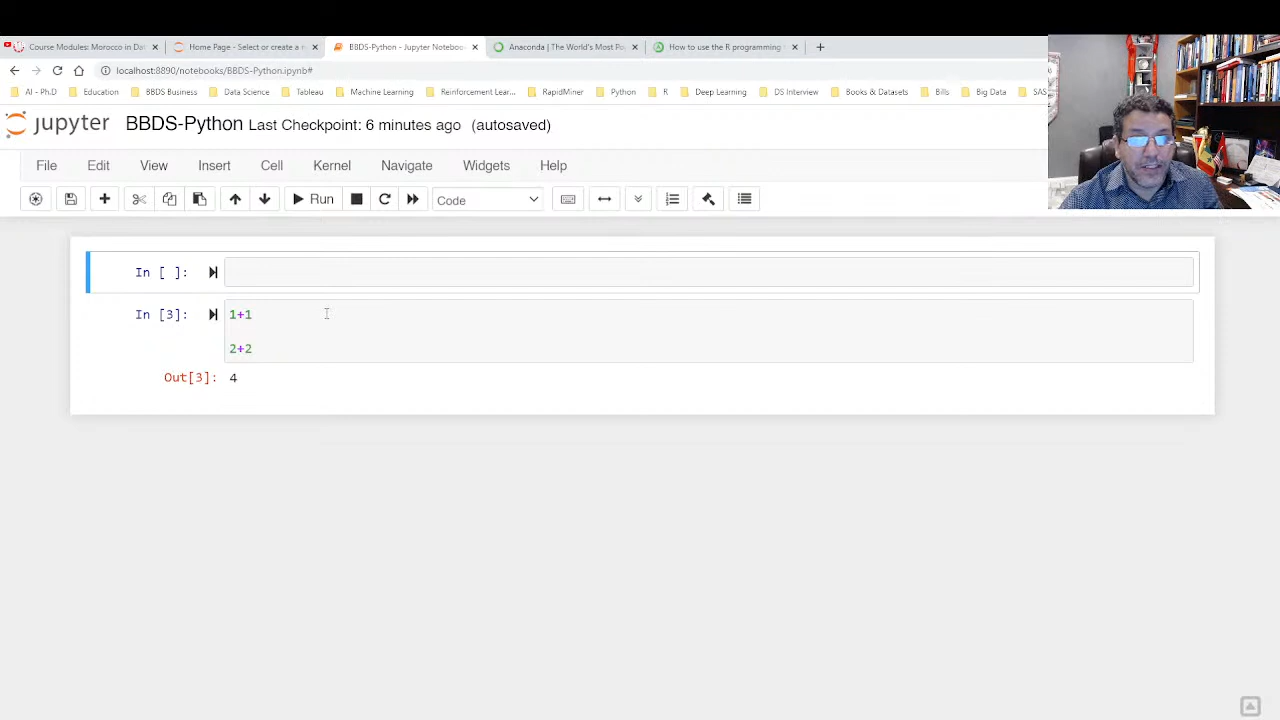 Course Modules: Morocco in Dat
Home Page - Select or create a n
BBDS-Python - Jupyter Noteboo
Anaconda | The World's Most Po
How to use the R programming
localhost:8890/notebooks/BBDS-Python.ipynb#
AI - Ph.D Education BBDS Business Data Science Tableau Machine Learning Reinforcement Lear... RapidMiner Python R Deep Learning DS Interview Books & Datasets Bills Big Data SAS
jupyter BBDS-Python Last Checkpoint: 6 minutes ago (autosaved)
File Edit View Insert Cell Kernel Navigate Widgets Help
Run Code
In [ ]:
In [3]: 1+1
2+2
Out[3]: 4